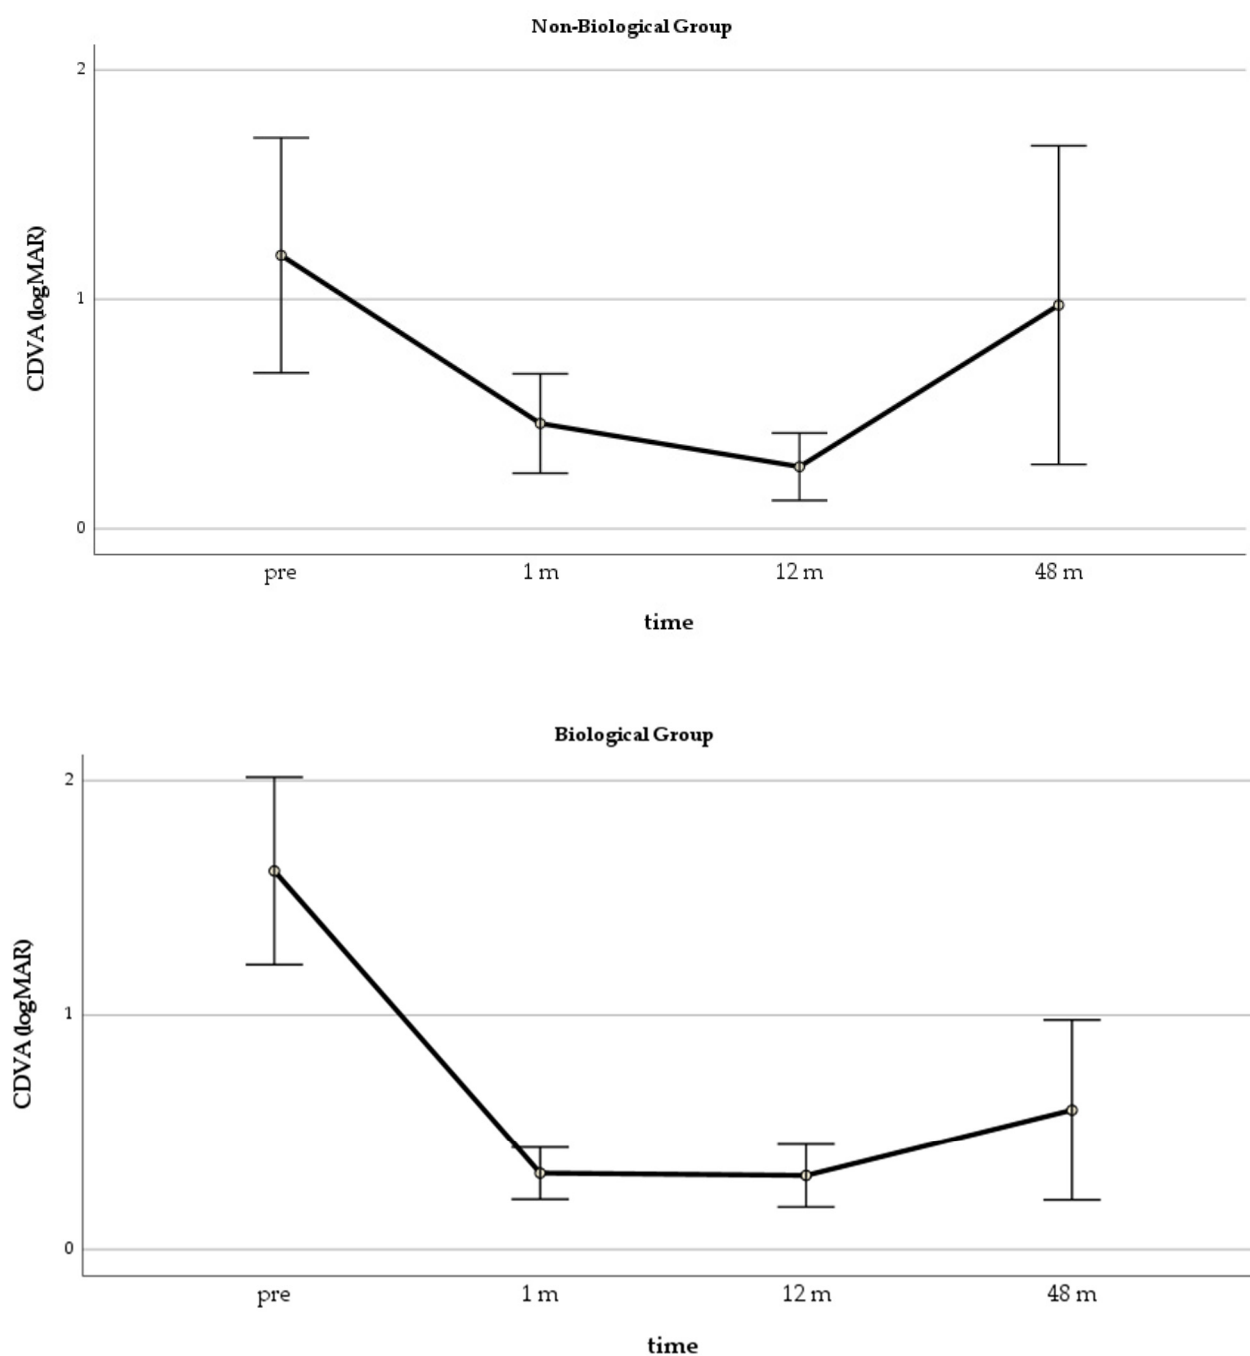 Non-Biological Group
2
1
0
CDVA (logMAR)
pre 1 m 12 m 48 m
time
Biological Group
2
1
0
CDVA (logMAR)
pre 1 m 12 m 48 m
time